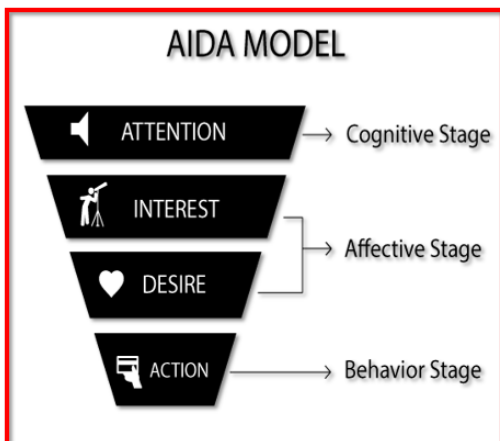 AIDA MODEL
ATTENTION
Cognitive Stage
INTEREST
Affective Stage
DESIRE
ACTION
Behavior Stage